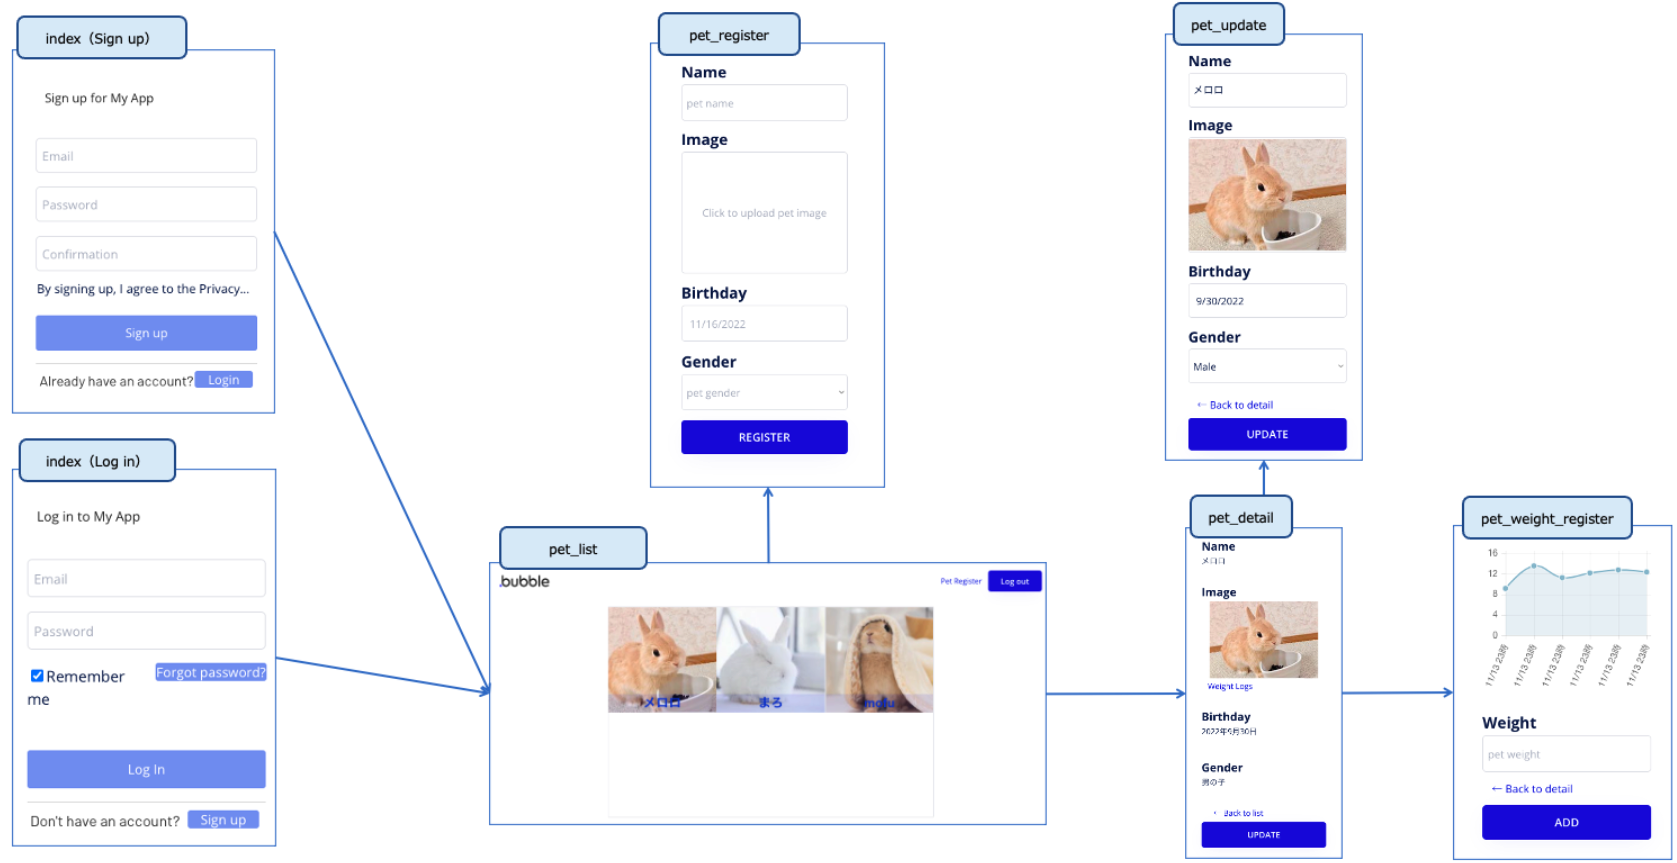 index（Sign up）
Sign up for My App
Email
Password
Confirmation
By signing up, I agree to the Privacy...
Sign up
Already have an account?
Login
index（Log in）
Log in to My App
Email
Password
Remember
me
Forgot password?
Log In
Don't have an account?
Sign up
pet_register
Name
pet name
Image
Click to upload pet image
Birthday
11/16/2022
Gender
pet gender
REGISTER
pet_list
.bubble
Pet Register
Log out
メロロ
まろ
mofu
pet_update
Name
メロロ
Image
Birthday
9/30/2022
Gender
Male
← Back to detail
UPDATE
pet_detail
Name
メロロ
Image
Weight Logs
Birthday
2022年9月30日
Gender
男の子
Back to list
UPDATE
pet_weight_register
16
12
8
4
0
11/13 23時
11/13 23時
11/13 23時
11/13 23時
11/13 23時
11/13 23時
Weight
pet weight
← Back to detail
ADD